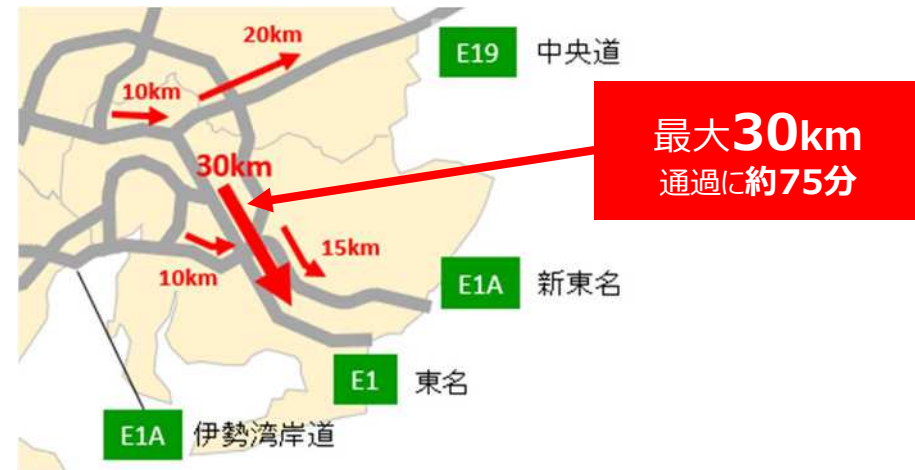 20km
E19 中央道
10km
最大30km
通過に約75分
30km
15km
10km
E1A 新東名
E1 東名
E1A 伊勢湾岸道